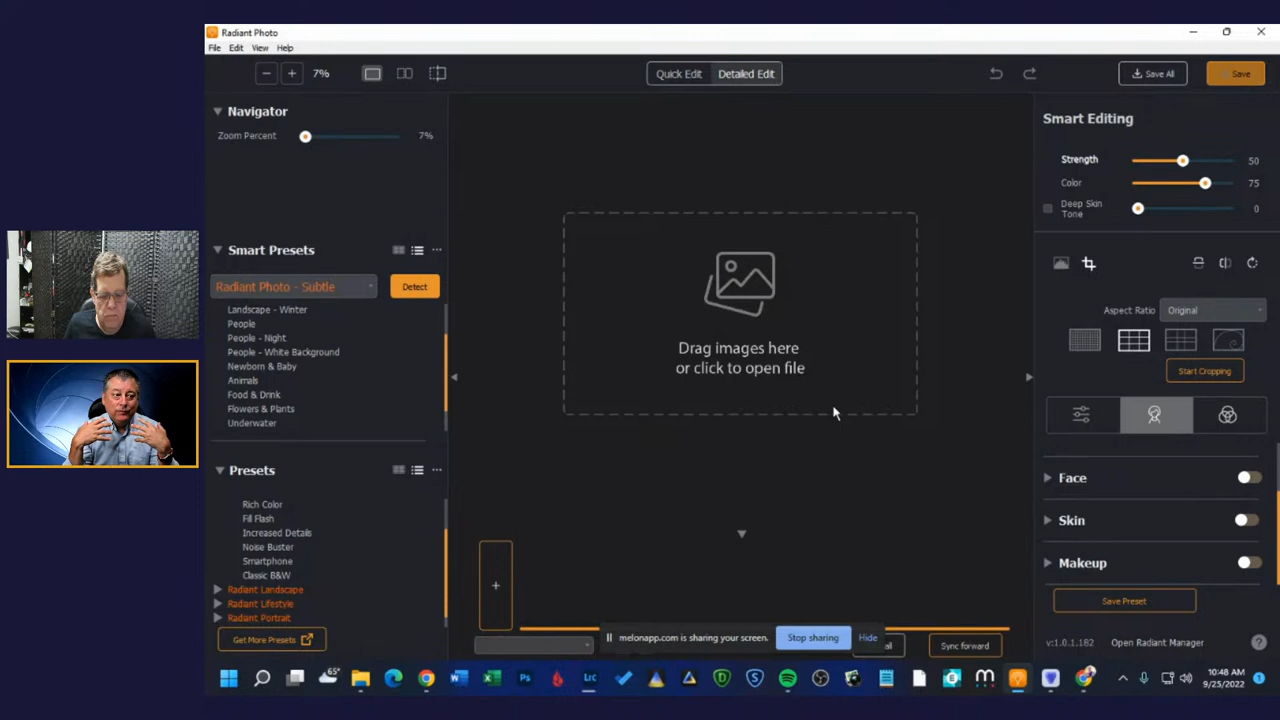 Radiant Photo
File Edit View Help
7%
Quick Edit Detailed Edit
Save All
Save
Navigator
Zoom Percent 7%
Smart Presets
Radiant Photo - Subtle
Detect
Landscape - Winter
People
People - Night
People - White Background
Newborn & Baby
Animals
Food & Drink
Flowers & Plants
Underwater
Presets
Rich Color
Fill Flash
Increased Details
Noise Buster
Smartphone
Classic B&W
Radiant Landscape
Radiant Lifestyle
Radiant Portrait
Get More Presets
Drag images here
or click to open file
melonapp.com is sharing your screen.
Stop sharing
Hide
Sync forward
Smart Editing
Strength 50
Color 75
Deep Skin
Tone 0
Aspect Ratio Original
Start Cropping
Face
Skin
Makeup
Save Preset
v:1.0.1.182 Open Radiant Manager
65°
10:48 AM
9/25/2022